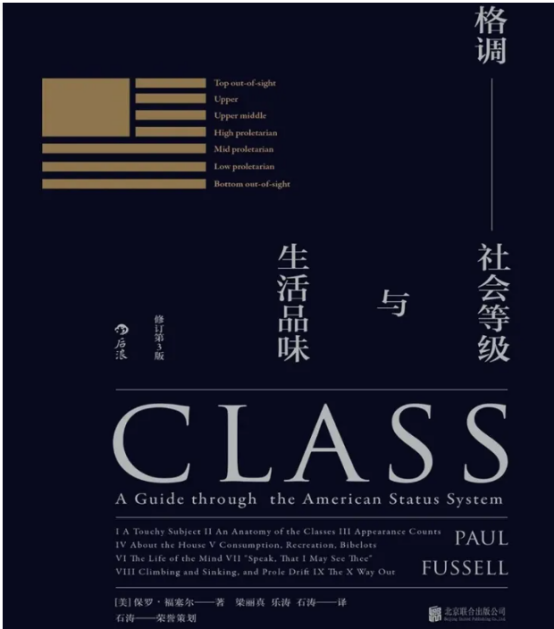 格调
社会等级
与
生活品味
Top out-of-sight
Upper
Upper middle
High proletarian
Mid proletarian
Low proletarian
Bottom out-of-sight
修订第3版
后浪
CLASS
A Guide through the American Status System
I A Touchy Subject II An Anatomy of the Classes III Appearance Counts
IV About the House V Consumption, Recreation, Bibelots
VI The Life of the Mind VII "Speak, That I May See Thee"
VIII Climbing and Sinking, and Prole Drift IX The X Way Out
PAUL
FUSSELL
[美]保罗·福塞尔——著 梁丽真 乐涛 石涛——译
石涛——荣誉策划
北京联合出版公司
Beijing United Publishing Co.,Ltd.